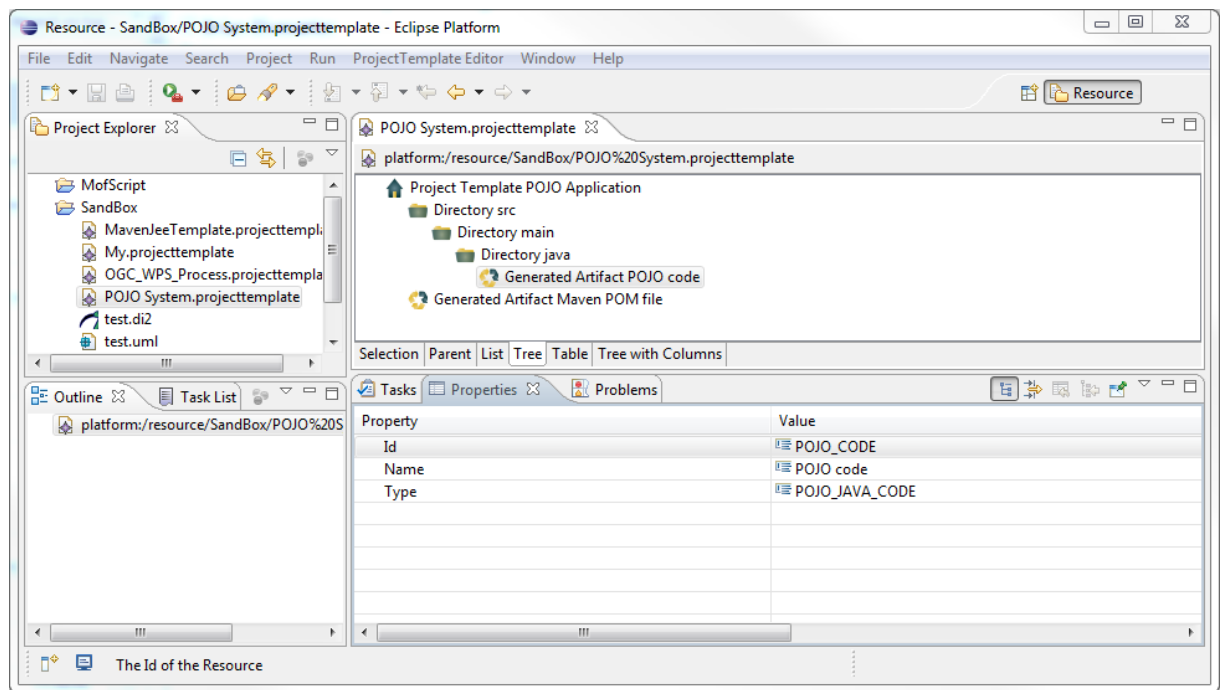 Resource - SandBox/POJO System.projecttemplate - Eclipse Platform
File Edit Navigate Search Project Run ProjectTemplate Editor Window Help
Resource
Project Explorer
MofScript
SandBox
MavenJeeTemplate.projecttempl
My.projecttemplate
OGC_WPS_Process.projecttempla
POJO System.projecttemplate
test.di2
test.uml
POJO System.projecttemplate
platform:/resource/SandBox/POJO%20System.projecttemplate
Project Template POJO Application
Directory src
Directory main
Directory java
Generated Artifact POJO code
Generated Artifact Maven POM file
Selection Parent List Tree Table Tree with Columns
Outline Task List
platform:/resource/SandBox/POJO%20S
Tasks Properties Problems
Property Value
Id POJO_CODE
Name POJO code
Type POJO_JAVA_CODE
The Id of the Resource